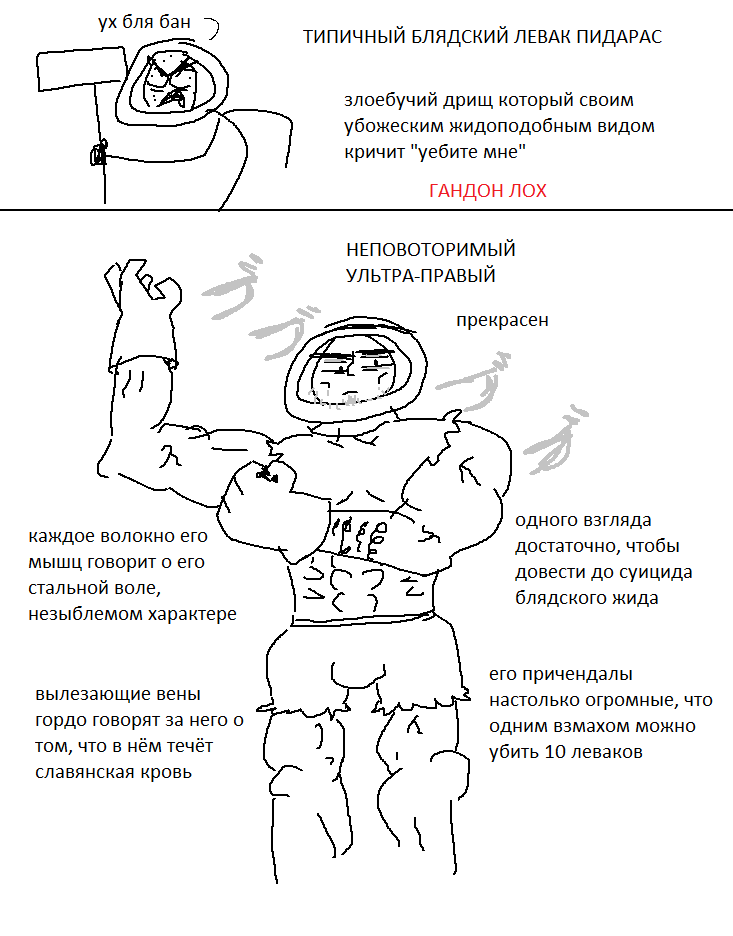 ух бля бан
ТИПИЧНЫЙ БЛЯДСКИЙ ЛЕВАК ПИДАРАС
злоебучий дрищ который своим
убожеским жидоподобным видом
кричит "уебите мне"
ГАНДОН ЛОХ
НЕПОВОТОРИМЫЙ
УЛЬТРА-ПРАВЫЙ
прекрасен
каждое волокно его
мышц говорит о его
стальной воле,
незыблемом характере
одного взгляда
достаточно, чтобы
довести до суицида
блядского жида
вылезающие вены
гордо говорят за него о
том, что в нём течёт
славянская кровь
его причендалы
настолько огромные, что
одним взмахом можно
убить 10 леваков